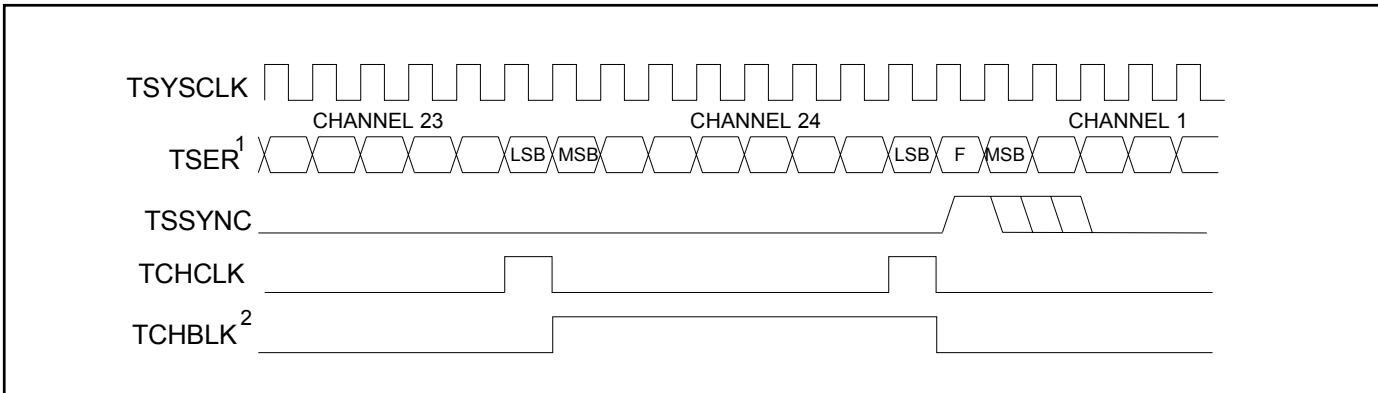 TSYSCLK
CHANNEL 23 CHANNEL 24 CHANNEL 1
TSER1 LSB MSB LSB F MSB
TSSYNC
TCHCLK
TCHBLK2